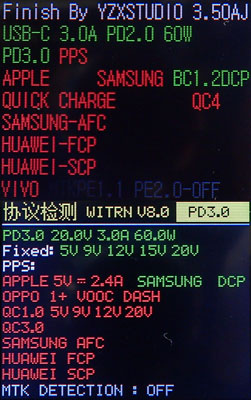 Finish By YZXSTUDIO 3.50AJ
USB-C 3.0A PD2.0 60W
PD3.0 PPS
APPLE SAMSUNG BC1.2DCP
QUICK CHARGE QC4
SAMSUNG-AFC
HUAWEI-FCP
HUAWEI-SCP
VIVO PE1.1 PE2.0-OFF
协议检测 WITRN V8.0 PD3.0
PD3.0 20.0V 3.0A 60.0W
Fixed: 5V 9V 12V 15V 20V
PPS:
APPLE 5V = 2.4A SAMSUNG DCP
OPPO 1+ VOOC DASH
QC1.0 5V 9V 12V 20V
QC3.0
SAMSUNG AFC
HUAWEI FCP
HUAWEI SCP
MTK DETECTION : OFF